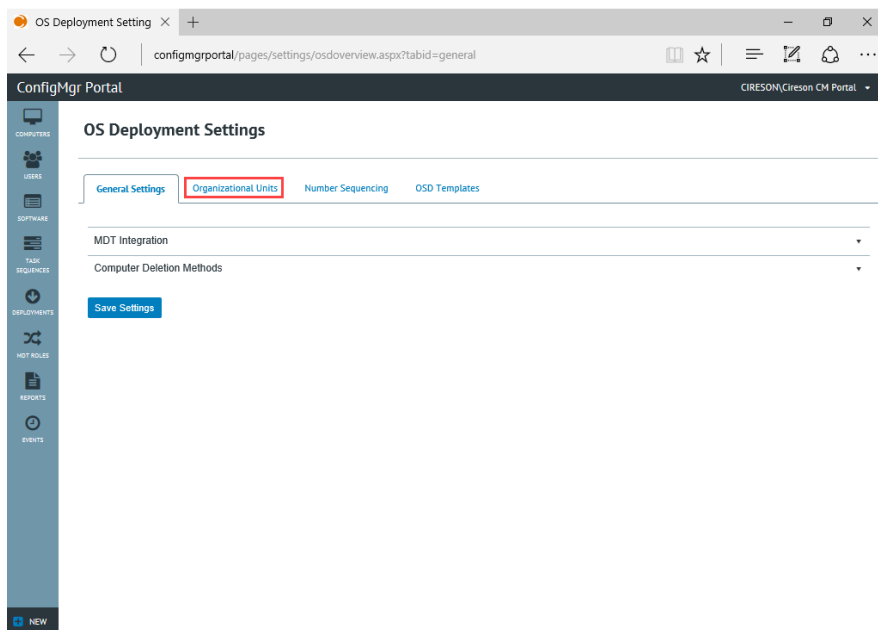 OS Deployment Setting
configmgrportal/pages/settings/osdoverview.aspx?tabid=general
ConfigMgr Portal
CIRESON\Cireson CM Portal
COMPUTERS
USERS
SOFTWARE
TASK
SEQUENCES
DEPLOYMENTS
MDT ROLES
REPORTS
EVENTS
NEW
OS Deployment Settings
General Settings
Organizational Units
Number Sequencing
OSD Templates
MDT Integration
Computer Deletion Methods
Save Settings